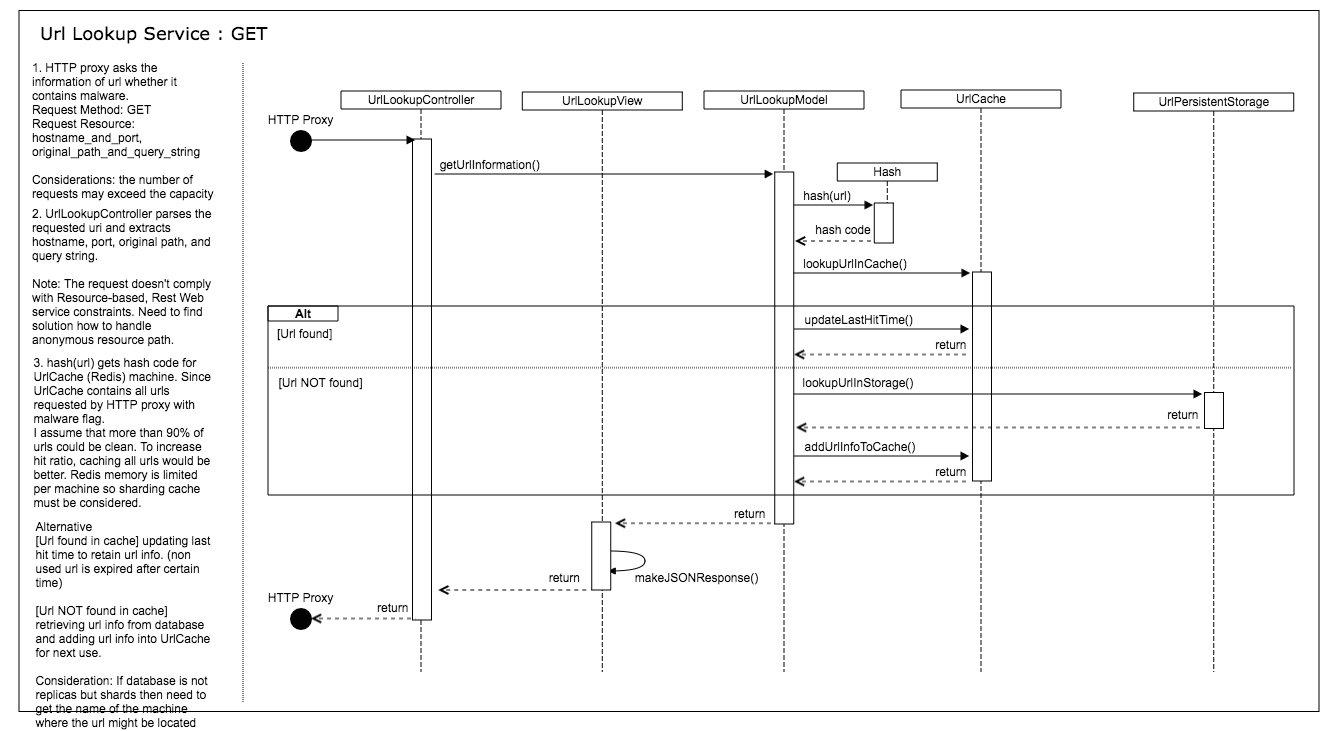 Url Lookup Service : GET
1. HTTP proxy asks the
information of url whether it
contains malware.
Request Method: GET
Request Resource:
hostname_and_port,
original_path_and_query_string
Considerations: the number of
requests may exceed the capacity
2. UrlLookupController parses the
requested uri and extracts
hostname, port, original path, and
query string.
Note: The request doesn't comply
with Resource-based, Rest Web
service constraints. Need to find
solution how to handle
anonymous resource path.
3. hash(url) gets hash code for
UrlCache (Redis) machine. Since
UrlCache contains all urls
requested by HTTP proxy with
malware flag.
I assume that more than 90% of
urls could be clean. To increase
hit ratio, caching all urls would be
better. Redis memory is limited
per machine so sharding cache
must be considered.
Alternative
[Url found in cache] updating last
hit time to retain url info. (non
used url is expired after certain
time)
[Url NOT found in cache]
retrieving url info from database
and adding url info into UrlCache
for next use.
Consideration: If database is not
replicas but shards then need to
get the name of the machine
where the url might be located
UrlLookupController
UrlLookupView
UrlLookupModel
UrlCache
UrlPersistentStorage
HTTP Proxy
getUrlInformation()
Hash
hash(url)
hash code
lookupUrlInCache()
Alt
[Url found]
updateLastHitTime()
return
[Url NOT found]
lookupUrlInStorage()
return
addUrlInfoToCache()
return
return
makeJSONResponse()
return
HTTP Proxy
return